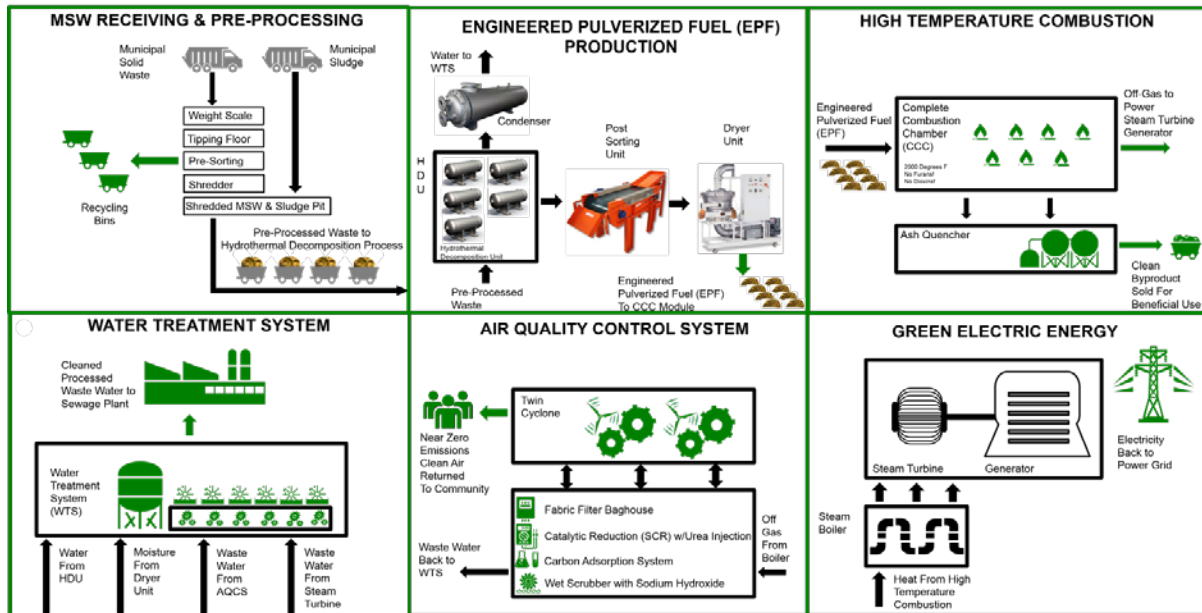 MSW RECEIVING & PRE-PROCESSING
Municipal
Solid
Waste
Municipal
Sludge
Weight Scale
Tipping Floor
Pre-Sorting
Shredder
Shredded MSW & Sludge Pit
Recycling
Bins
Pre-Processed Waste to
Hydrothermal Decomposition Process
ENGINEERED PULVERIZED FUEL (EPF)
PRODUCTION
Water to
WTS
Condenser
HDU
Hydrothermal
Decomposition Unit
Post
Sorting
Unit
Dryer
Unit
Pre-Processed
Waste
Engineered
Pulverized Fuel (EPF)
To CCC Module
HIGH TEMPERATURE COMBUSTION
Engineered
Pulverized Fuel
(EPF)
Complete
Combustion
Chamber
(CCC)
2000 Degrees F
Off-Gas to
Power
Steam Turbine
Generator
Ash Quencher
Clean
Byproduct
Sold For
Beneficial Use
WATER TREATMENT SYSTEM
Cleaned
Processed
Waste Water to
Sewage Plant
Water
Treatment
System
(WTS)
Water
From
HDU
Moisture
From
Dryer
Unit
Waste
Water
From
AQCS
Waste
Water
From
Steam
Turbine
AIR QUALITY CONTROL SYSTEM
Twin
Cyclone
Near Zero
Emissions
Clean Air
Returned
To Community
Fabric Filter Baghouse
Catalytic Reduction (SCR) w/Urea Injection
Carbon Adsorption System
Wet Scrubber with Sodium Hydroxide
Waste Water
Back to
WTS
Off
Gas
From
Boiler
GREEN ELECTRIC ENERGY
Steam Turbine
Generator
Electricity
Back to
Power Grid
Steam
Boiler
Heat From High
Temperature
Combustion